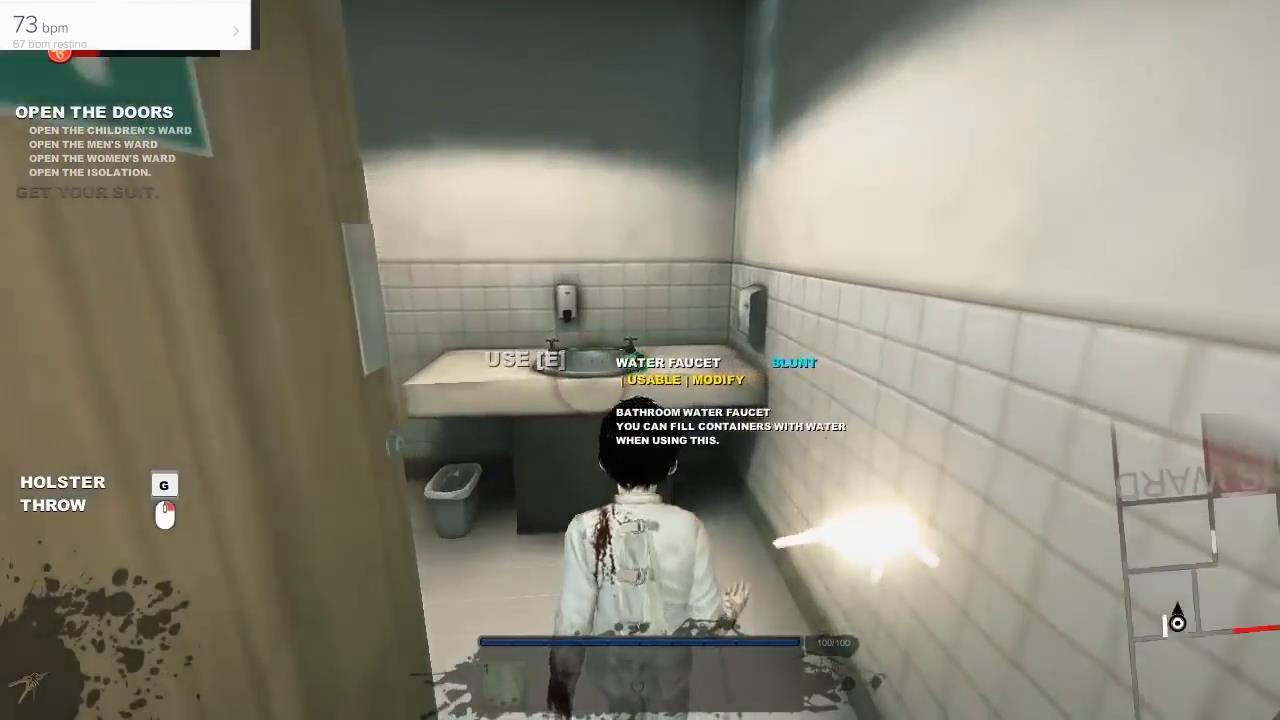 73 bpm
67 bpm resting
OPEN THE DOORS
OPEN THE CHILDREN'S WARD
OPEN THE MEN'S WARD
OPEN THE WOMEN'S WARD
OPEN THE ISOLATION.
GET YOUR SUIT.
USE [E]
WATER FAUCET
BLUNT
| USABLE | MODIFY
BATHROOM WATER FAUCET
YOU CAN FILL CONTAINERS WITH WATER
WHEN USING THIS.
HOLSTER
G
THROW
S WARD
100/100
1